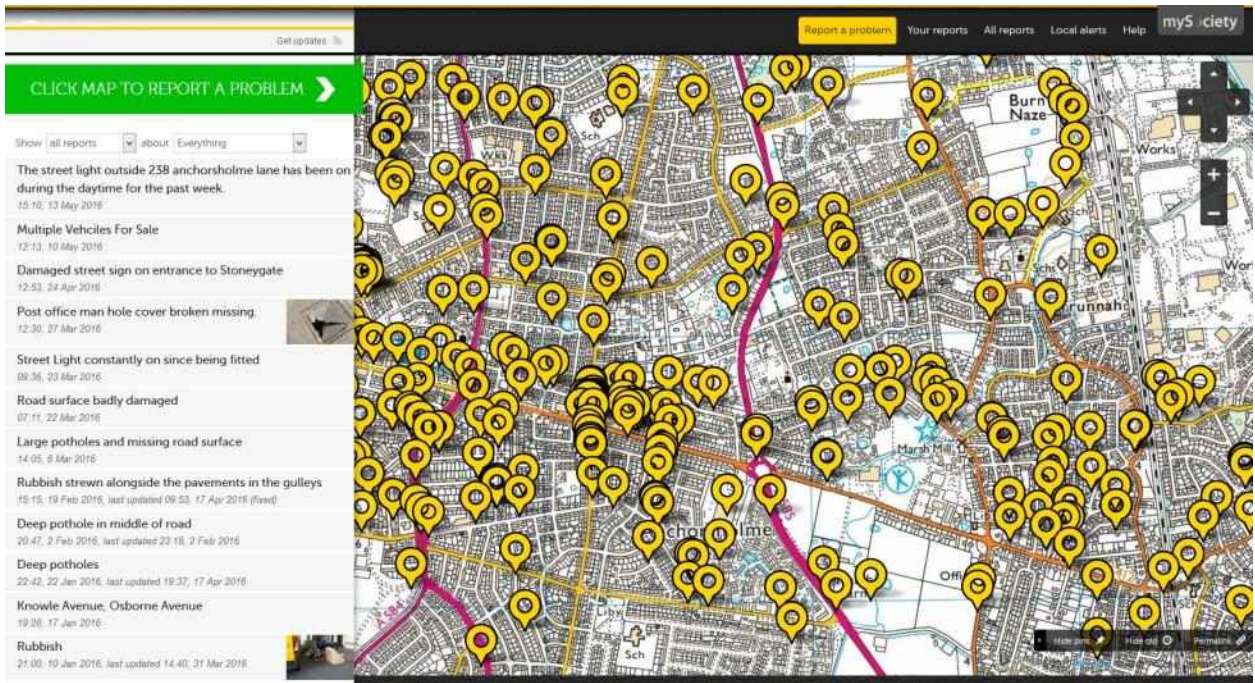 Get updates
Report a problem
Your reports
All reports
Local alerts
Help
mySociety
CLICK MAP TO REPORT A PROBLEM
Show all reports about Everything
The street light outside 238 anchorsholme lane has been on
during the daytime for the past week.
15:10, 13 May 2016
Multiple Vehciles For Sale
12:13, 10 May 2016
Damaged street sign on entrance to Stoneygate
12:53, 24 Apr 2016
Post office man hole cover broken missing.
12:30, 27 Mar 2016
Street Light constantly on since being fitted
09:36, 23 Mar 2016
Road surface badly damaged
07:11, 22 Mar 2016
Large potholes and missing road surface
14:05, 6 Mar 2016
Rubbish strewn alongside the pavements in the gulleys
15:15, 19 Feb 2016, last updated 09:53, 17 Apr 2016 (fixed)
Deep pothole in middle of road
20:47, 2 Feb 2016, last updated 23:18, 2 Feb 2016
Deep potholes
22:42, 22 Jan 2016, last updated 19:37, 17 Apr 2016
Knowle Avenue, Osborne Avenue
19:28, 17 Jan 2016
Rubbish
21:00, 10 Jan 2016, last updated 14:40, 31 Mar 2016
Sch
Wks
Burn
Naze
Works
Sch
Sch
Marsh Mill
A 584
Liby
Sch
Sch
Hide pins
Hide old
Permalink